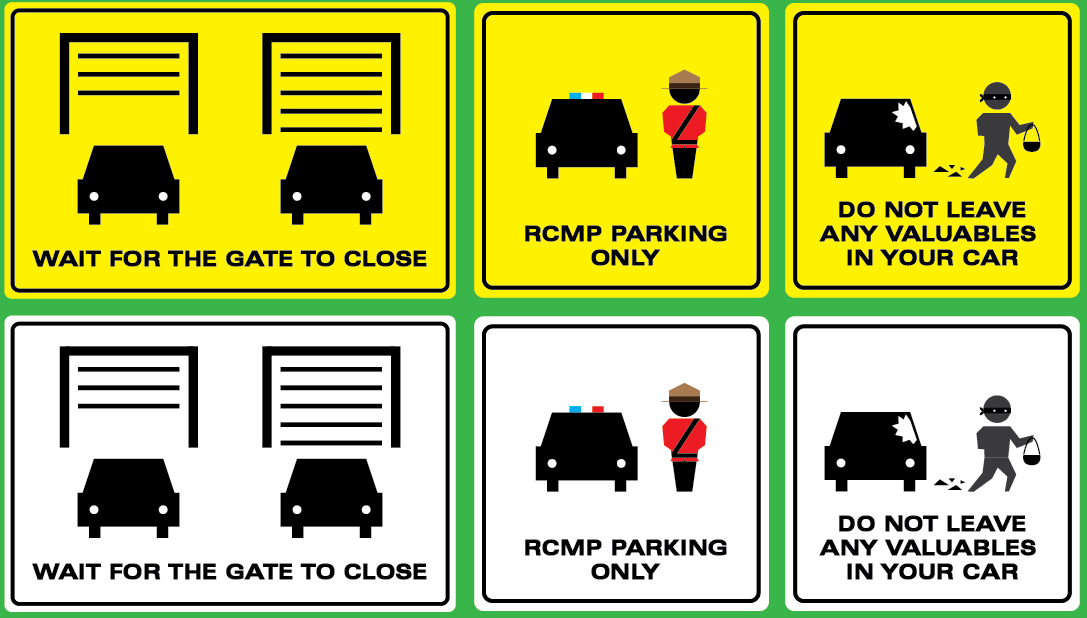 WAIT FOR THE GATE TO CLOSE
RCMP PARKING
ONLY
DO NOT LEAVE
ANY VALUABLES
IN YOUR CAR
WAIT FOR THE GATE TO CLOSE
RCMP PARKING
ONLY
DO NOT LEAVE
ANY VALUABLES
IN YOUR CAR